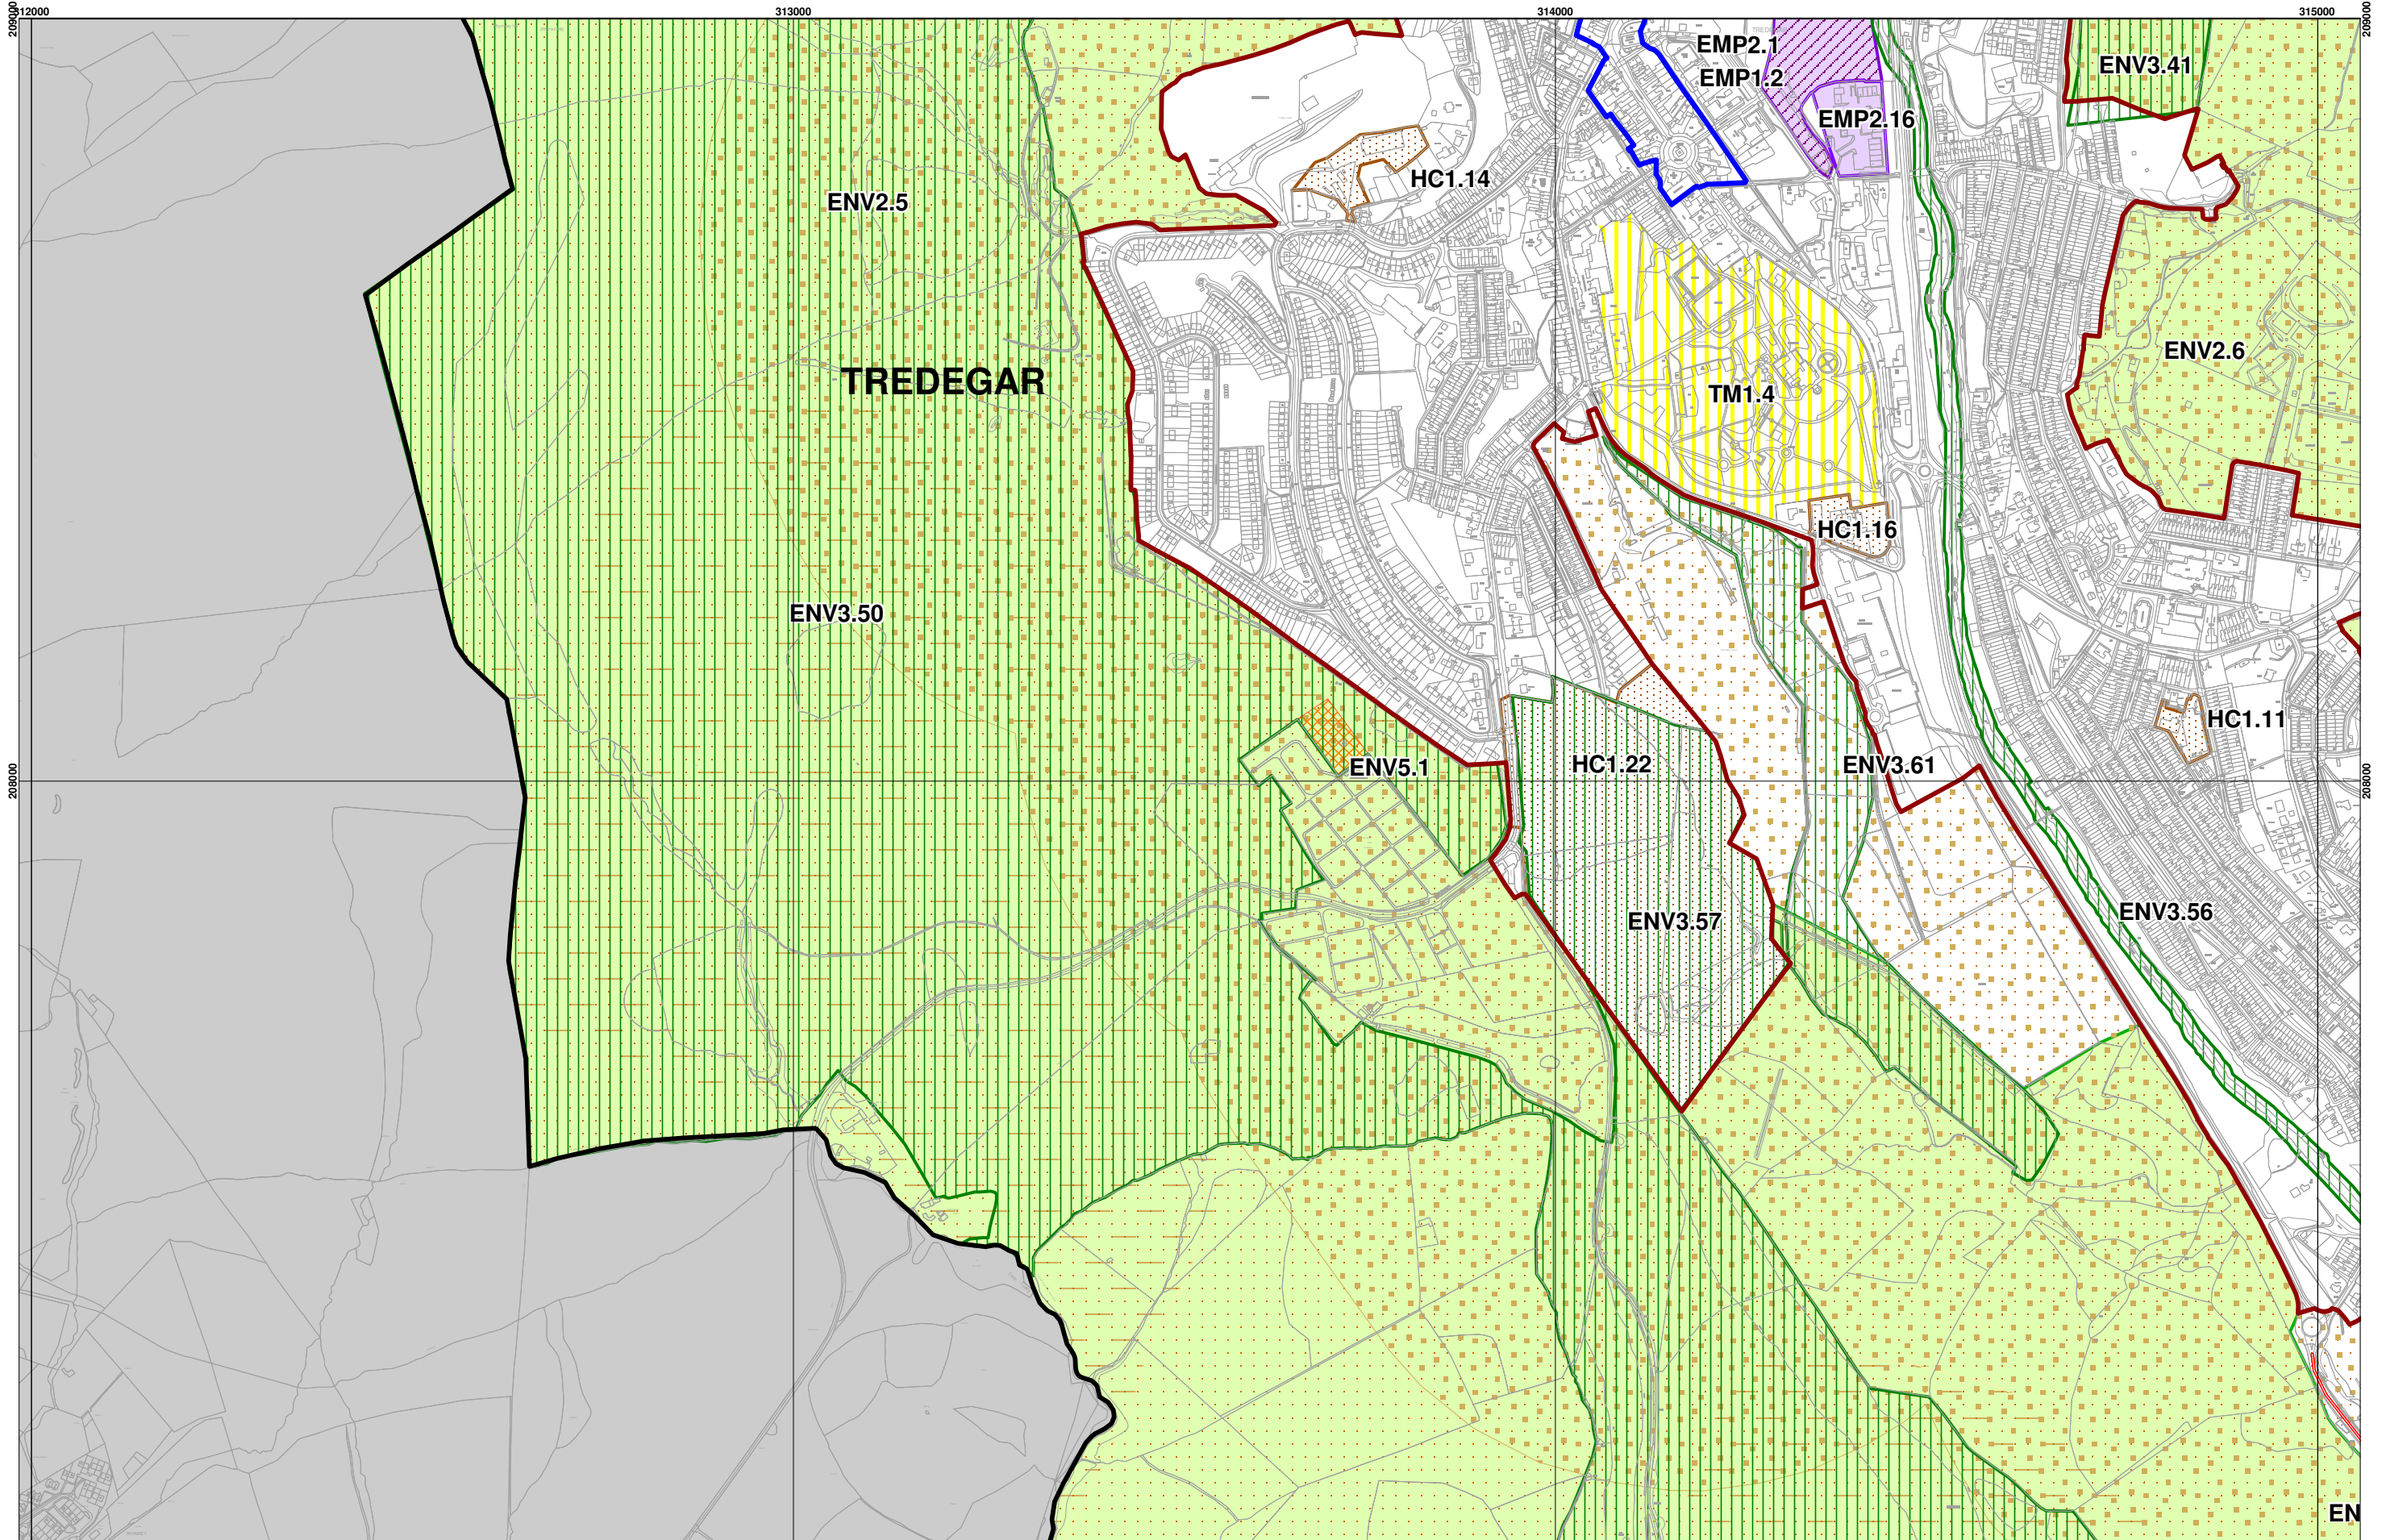 312000
313000
314000
315000
209000
209000
EMP2.1
EMP1.2
ENV3.41
EMP2.16
HC1.14
ENV2.5
ENV2.6
TREDEGAR
TM1.4
HC1.16
ENV3.50
HC1.11
ENV5.1
HC1.22
ENV3.61
208000
208000
ENV3.57
ENV3.56
EN